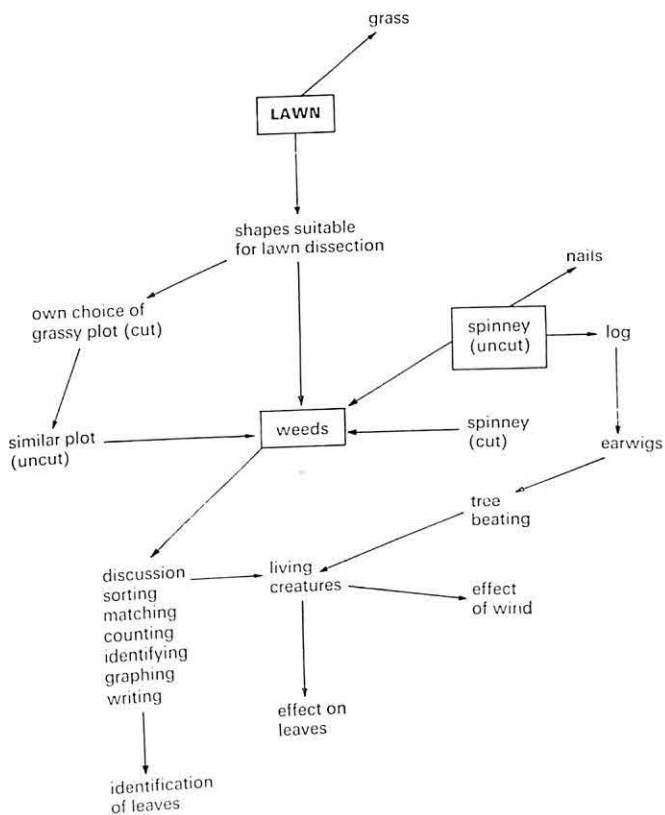 grass
LAWN
shapes suitable
for lawn dissection
nails
own choice of
grassy plot (cut)
spinney
(uncut)
log
similar plot
(uncut)
weeds
spinney
(cut)
earwigs
tree
beating
discussion
sorting
matching
counting
identifying
graphing
writing
living
creatures
effect
of wind
effect on
leaves
identification
of leaves